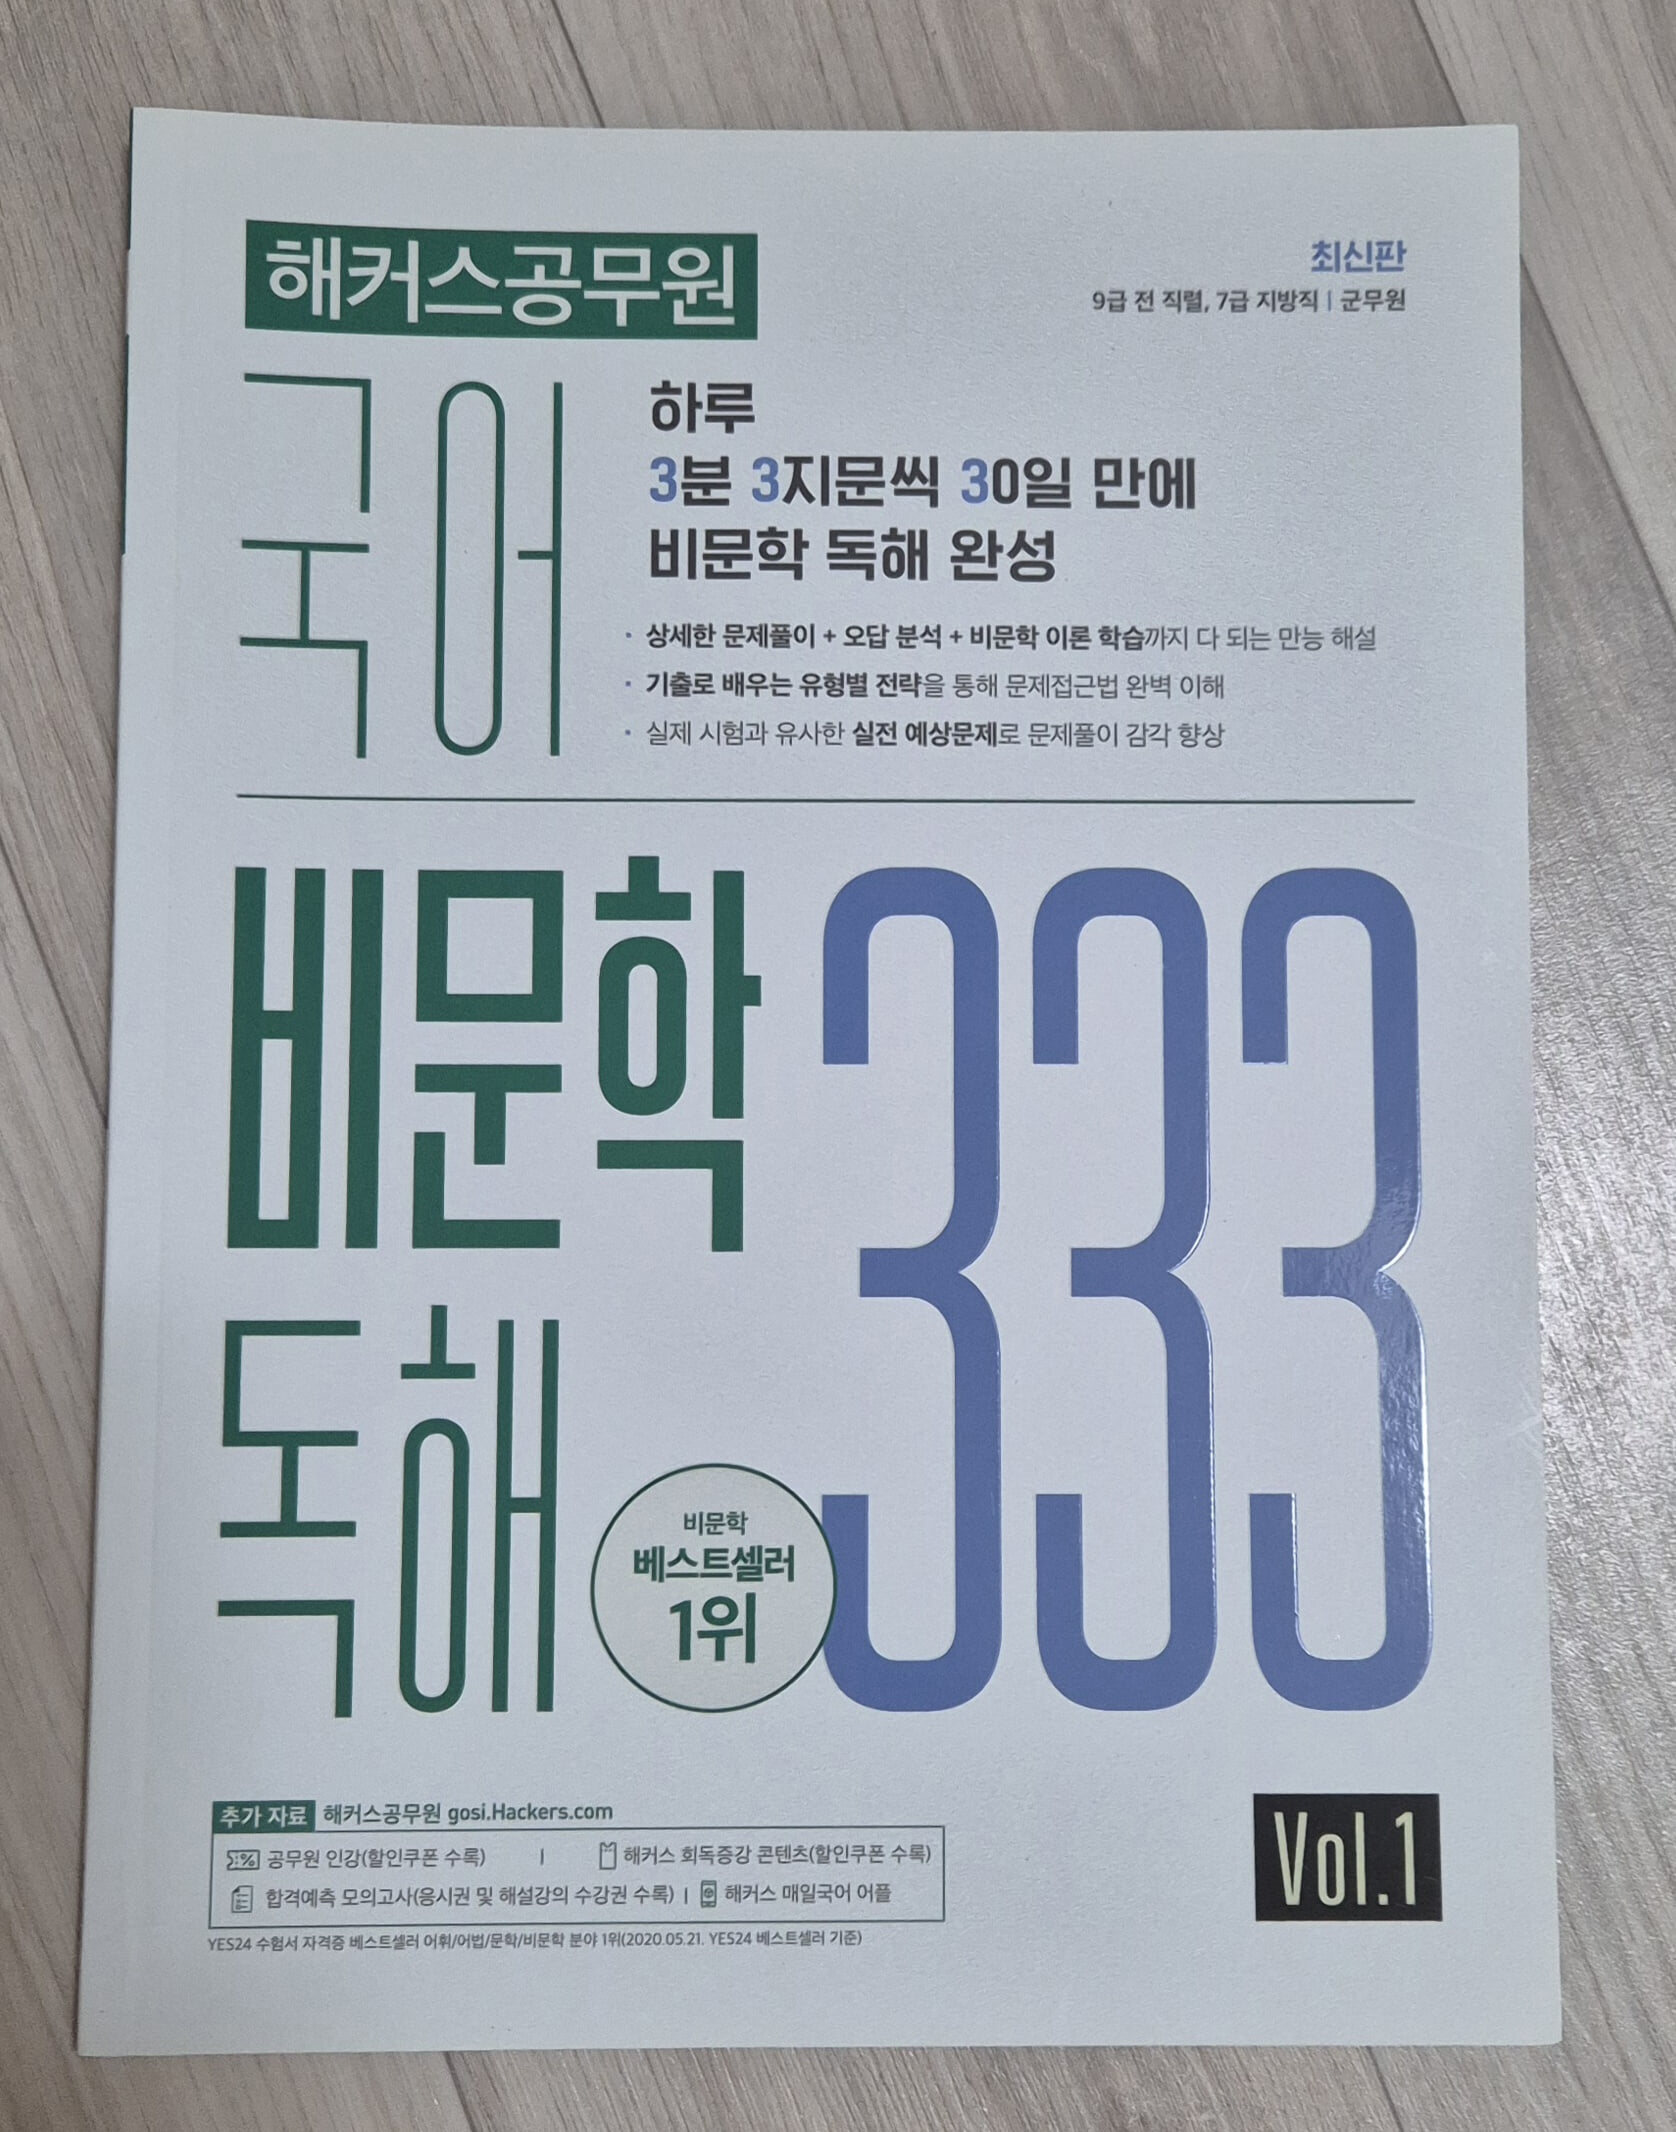 해커스공무원
최신판
9급 전 직렬, 7급 지방직 | 군무원
국어
하루
3분 3지문씩 30일 만에
비문학 독해 완성
· 상세한 문제풀이 + 오답 분석 + 비문학 이론 학습까지 다 되는 만능 해설
· 기출로 배우는 유형별 전략을 통해 문제접근법 완벽 이해
· 실제 시험과 유사한 실전 예상문제로 문제풀이 감각 향상
비문학
독해
333
비문학
베스트셀러
1위
추가 자료 해커스공무원 gosi.Hackers.com
공무원 인강(할인쿠폰 수록) | 해커스 회독증강 콘텐츠(할인쿠폰 수록)
합격예측 모의고사(응시권 및 해설강의 수강권 수록) | 해커스 매일국어 어플
YES24 수험서 자격증 베스트셀러 어휘/어법/문학/비문학 분야 1위(2020.05.21. YES24 베스트셀러 기준)
Vol.1